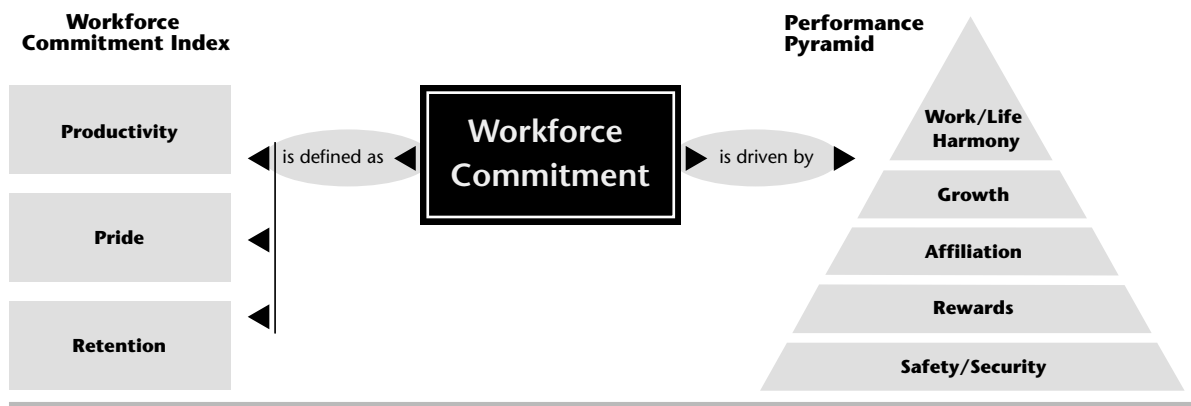 Workforce
Commitment Index
Productivity
Pride
Retention
is defined as
Workforce
Commitment
is driven by
Performance
Pyramid
Work/Life
Harmony
Growth
Affiliation
Rewards
Safety/Security